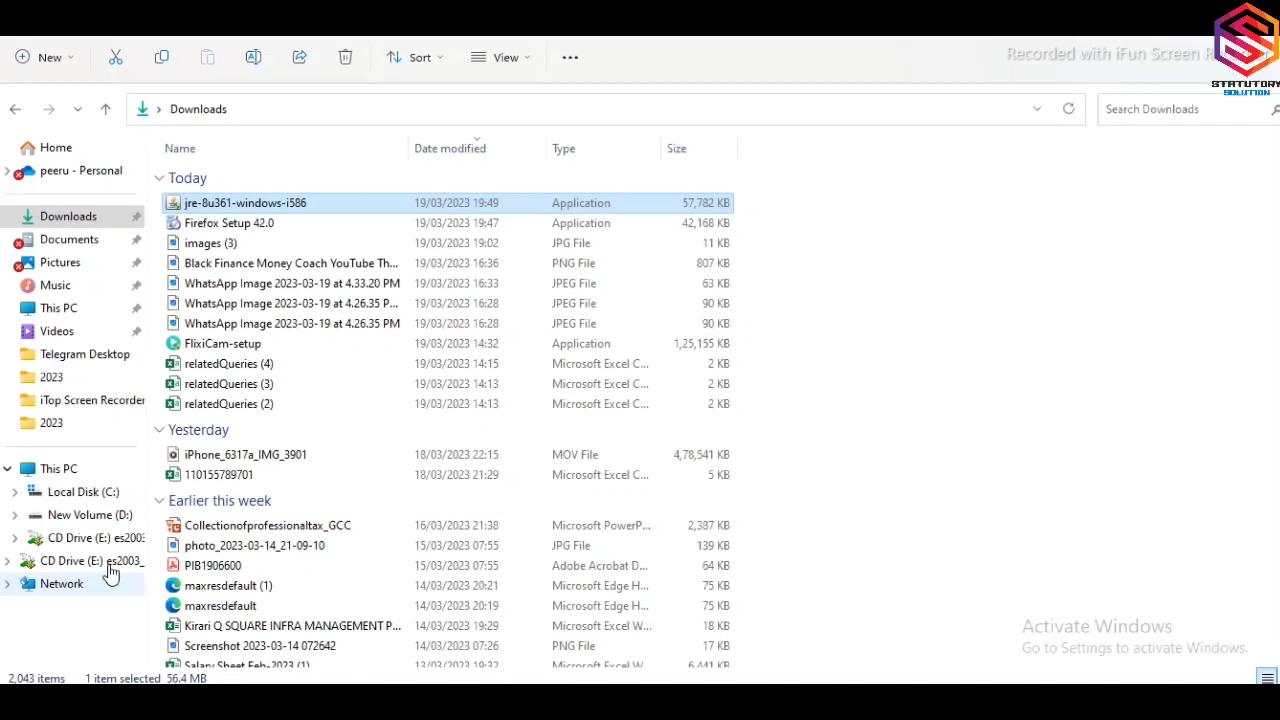 New
Sort
View
Recorded with iFun Screen
STATUTORY
SOLUTION
Downloads
Search Downloads
Home
peeru - Personal
Downloads
Documents
Pictures
Music
This PC
Videos
Telegram Desktop
2023
iTop Screen Recorder
2023
This PC
Local Disk (C:)
New Volume (D:)
CD Drive (E:) es2003
CD Drive (E:) es2003_
Network
Name Date modified Type Size
Today
jre-8u361-windows-i586 19/03/2023 19:49 Application 57,782 KB
Firefox Setup 42.0 19/03/2023 19:47 Application 42,168 KB
images (3) 19/03/2023 19:02 JPG File 11 KB
Black Finance Money Coach YouTube Th... 19/03/2023 16:36 PNG File 807 KB
WhatsApp Image 2023-03-19 at 4.33.20 PM 19/03/2023 16:33 JPEG File 63 KB
WhatsApp Image 2023-03-19 at 4.26.35 P... 19/03/2023 16:28 JPEG File 90 KB
WhatsApp Image 2023-03-19 at 4.26.35 PM 19/03/2023 16:28 JPEG File 90 KB
FlixiCam-setup 19/03/2023 14:32 Application 1,25,155 KB
relatedQueries (4) 19/03/2023 14:15 Microsoft Excel C... 2 KB
relatedQueries (3) 19/03/2023 14:13 Microsoft Excel C... 2 KB
relatedQueries (2) 19/03/2023 14:13 Microsoft Excel C... 2 KB
Yesterday
iPhone_6317a_IMG_3901 18/03/2023 22:15 MOV File 4,78,541 KB
110155789701 18/03/2023 21:29 Microsoft Excel C... 5 KB
Earlier this week
Collectionofprofessionaltax_GCC 16/03/2023 21:38 Microsoft PowerP... 2,387 KB
photo_2023-03-14_21-09-10 15/03/2023 07:55 JPG File 139 KB
PIB1906600 15/03/2023 07:55 Adobe Acrobat D... 64 KB
maxresdefault (1) 14/03/2023 20:21 Microsoft Edge H... 75 KB
maxresdefault 14/03/2023 20:19 Microsoft Edge H... 75 KB
Kirari Q SQUARE INFRA MANAGEMENT P... 14/03/2023 19:29 Microsoft Excel W... 18 KB
Screenshot 2023-03-14 072642 14/03/2023 07:26 PNG File 17 KB
Salary Sheet Feb-2023 (1) 13/03/2023 19:32 Microsoft Excel W... 6,441 KB
Activate Windows
Go to Settings to activate Windows.
2,043 items 1 item selected 56.4 MB